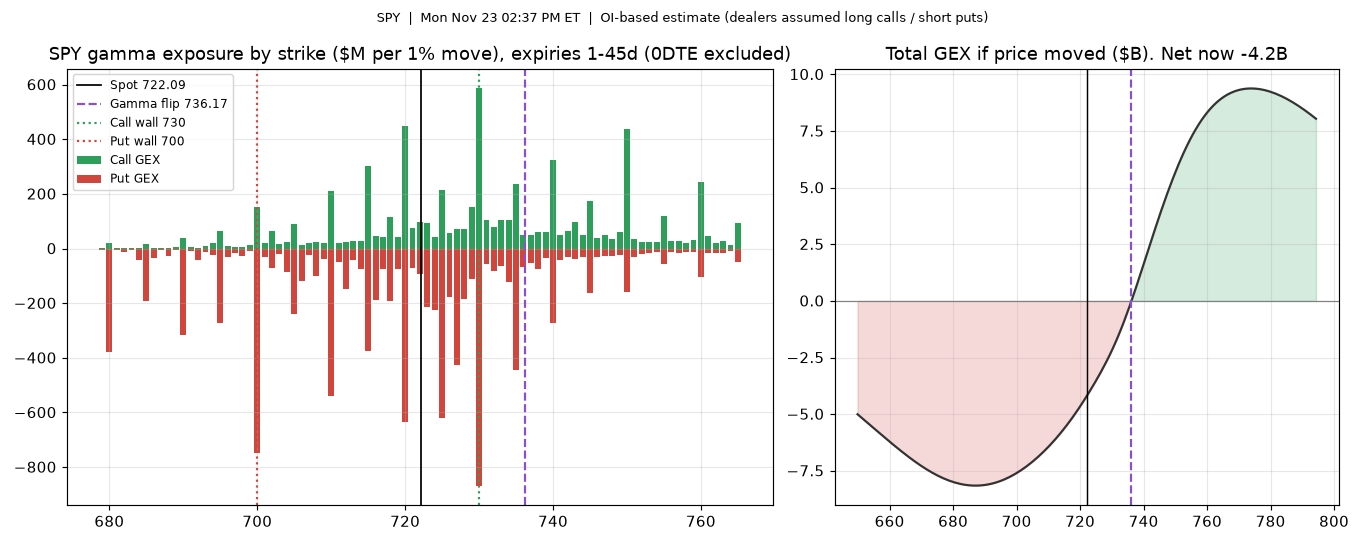 SPY | Mon Nov 23 02:37 PM ET | OI-based estimate (dealers assumed long calls / short puts)
SPY gamma exposure by strike ($M per 1% move), expiries 1-45d (0DTE excluded)
600
400
200
0
−200
−400
−600
−800
Spot 722.09
Gamma flip 736.17
Call wall 730
Put wall 700
Call GEX
Put GEX
680 700 720 740 760
Total GEX if price moved ($B). Net now -4.2B
10.0
7.5
5.0
2.5
0.0
−2.5
−5.0
−7.5
660 680 700 720 740 760 780 800